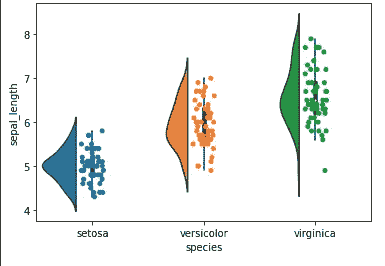 8
7
6
5
4
sepal_length
setosa
versicolor
virginica
species